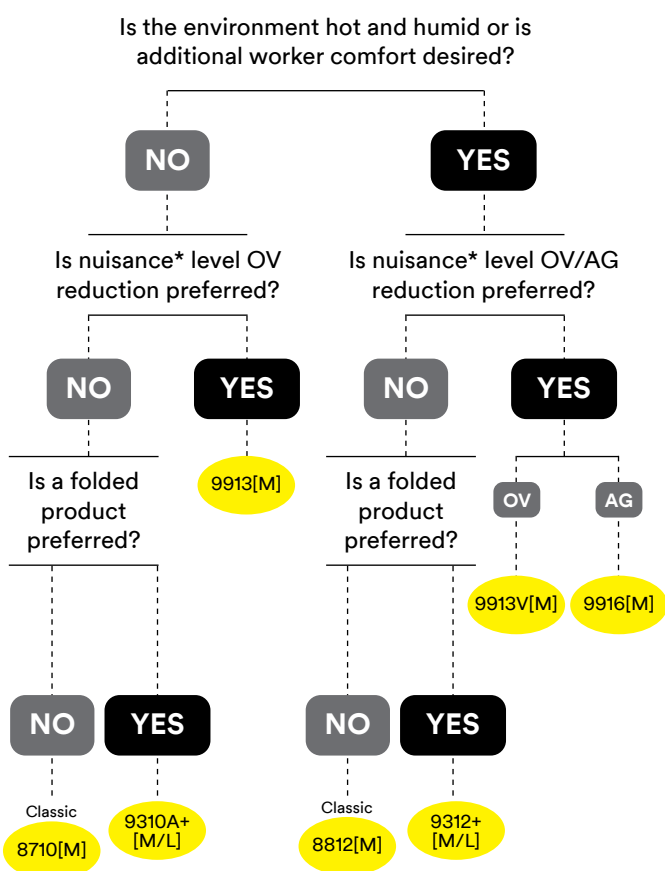 Is the environment hot and humid or is
additional worker comfort desired?
NO
YES
Is nuisance* level OV
reduction preferred?
Is nuisance* level OV/AG
reduction preferred?
NO
YES
NO
YES
Is a folded
product
preferred?
9913[M]
Is a folded
product
preferred?
OV
AG
9913V[M]
9916[M]
NO
YES
NO
YES
Classic
8710[M]
9310A+
[M/L]
Classic
8812[M]
9312+
[M/L]